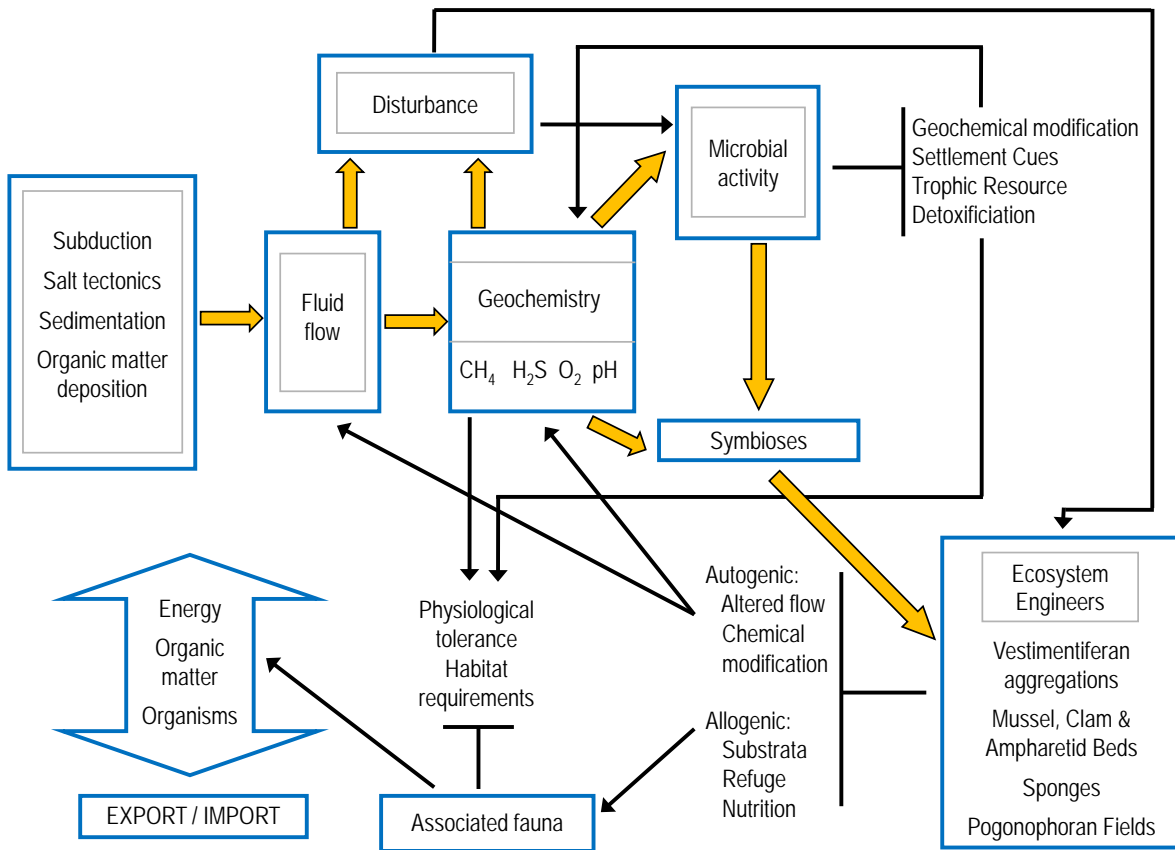 Disturbance
Microbial
activity
Geochemical modification
Settlement Cues
Trophic Resource
Detoxificiation
Subduction
Salt tectonics
Sedimentation
Organic matter
deposition
Fluid
flow
Geochemistry
CH₄ H₂S O₂ pH
Symbioses
Energy
Organic
matter
Organisms
EXPORT / IMPORT
Physiological
tolerance
Habitat
requirements
Associated fauna
Autogenic:
Altered flow
Chemical
modification
Allogenic:
Substrata
Refuge
Nutrition
Ecosystem
Engineers
Vestimentiferan
aggregations
Mussel, Clam &
Ampharetid Beds
Sponges
Pogonophoran Fields